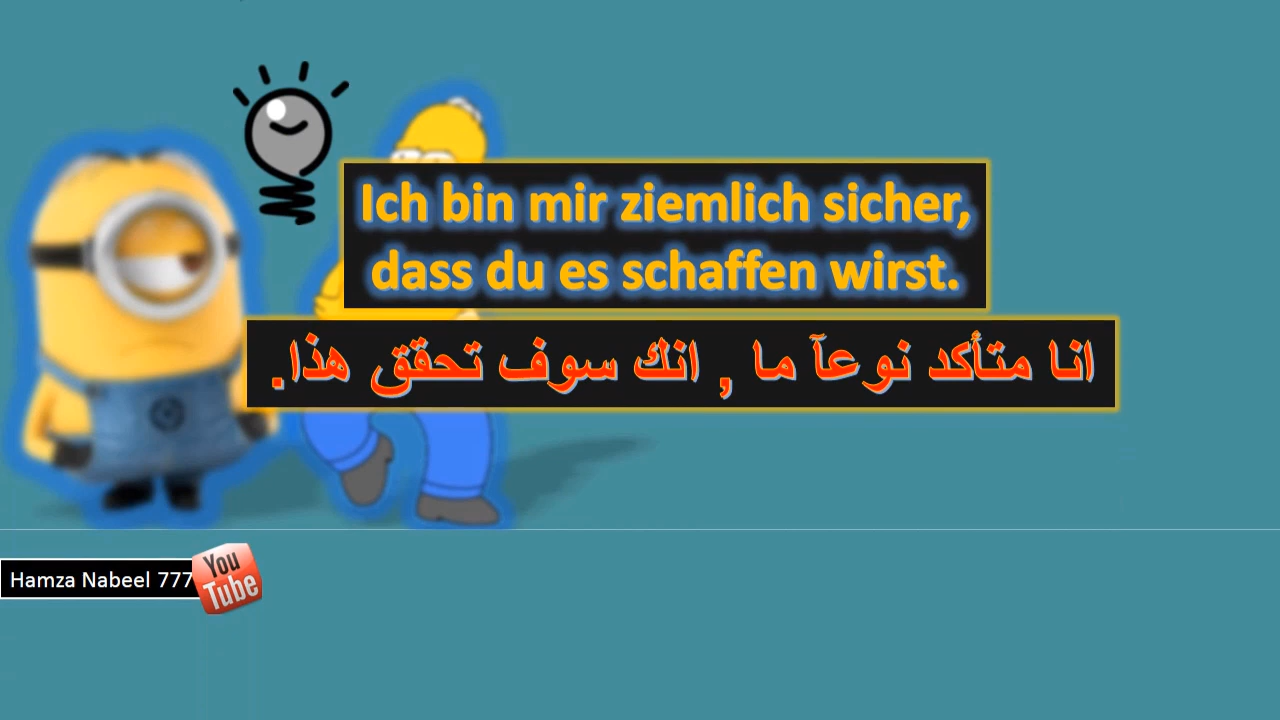 Ich bin mir ziemlich sicher,
dass du es schaffen wirst.
انا متأكد نوعآ ما , انك سوف تحقق هذا.
Hamza Nabeel 777
You
Tube